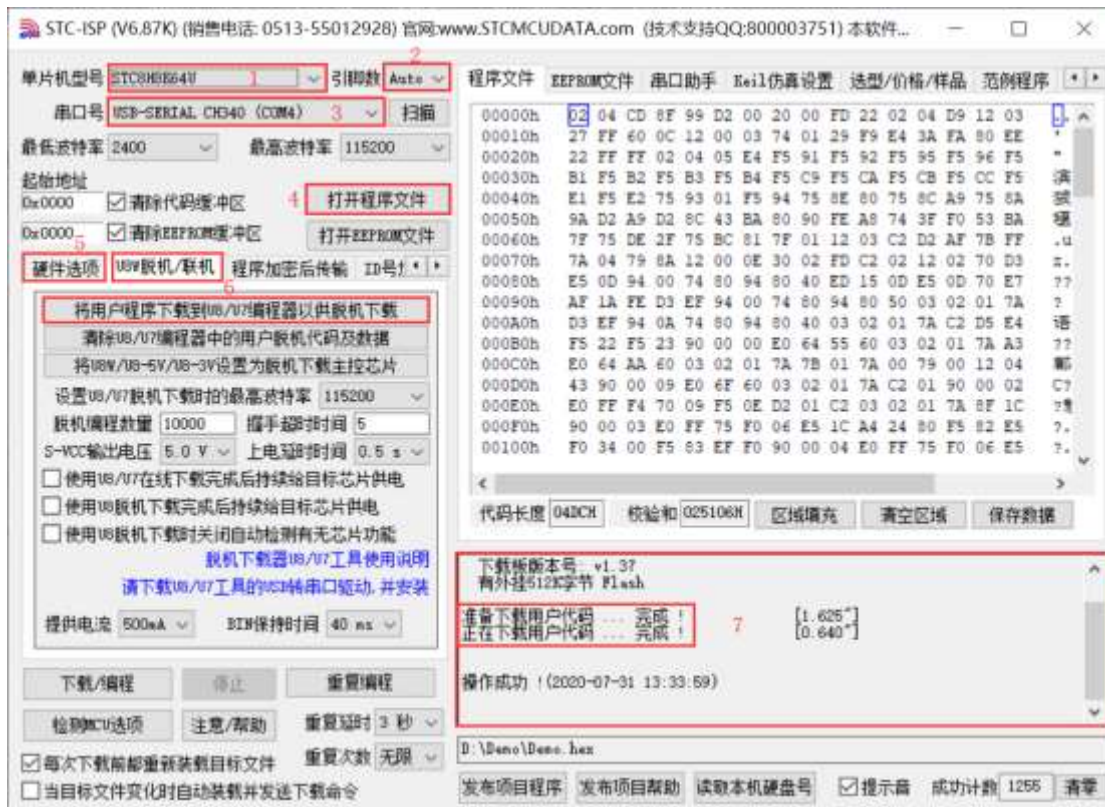 STC-ISP (V6.87K) (销售电话: 0513-55012928) 官网:www.STCMCUDATA.com (技术支持QQ:800003751) 本软件...
2
单片机型号 STC8H8K64U 1 引脚数 Auto
串口号 USB-SERIAL CH340 (COM4) 3 扫描
最低波特率 2400 最高波特率 115200
起始地址
0x0000 清除代码缓冲区 4 打开程序文件
0x0000 清除EEPROM缓冲区 打开EEPROM文件
5
硬件选项 U8W脱机/联机 程序加密后传输
6
将用户程序下载到U8/U7编程器以供脱机下载
清除U8/U7编程器中的用户脱机代码及数据
将U8W/U8-5V/U8-3V设置为脱机下载主控芯片
设置U8/U7脱机下载时的最高波特率 115200
脱机编程数量 10000 握手超时时间 5
S-VCC输出电压 5.0 V 上电延时时间 0.5 s
使用U8/U7在线下载完成后持续给目标芯片供电
使用U8脱机下载完成后持续给目标芯片供电
使用U8脱机下载时关闭自动检测有无芯片功能
脱机下载器U8/U7工具使用说明
请下载U8/U7工具的USB转串口驱动,并安装
提供电流 500mA BIN保持时间 40 ms
下载/编程 停止 重复编程
检测MCU选项 注意/帮助 重复延时 3 秒
重复次数 无限
每次下载前都重新装载目标文件
当目标文件变化时自动装载并发送下载命令
程序文件 EEPROM文件 串口助手 Keil仿真设置 选型/价格/样品 范例程序
00000h 02 04 CD 8F 99 D2 00 20 00 FD 22 02 04 D9 12 03
00010h 27 FF 60 0C 12 00 03 74 01 29 F9 E4 3A FA 80 EE
00020h 22 FF FF 02 04 05 E4 F5 91 F5 92 F5 95 F5 96 F5
00030h B1 F5 B2 F5 B3 F5 B4 F5 C9 F5 CA F5 CB F5 CC F5
00040h E1 F5 E2 75 93 01 F5 94 75 8E 80 75 8C A9 75 8A
00050h 9A D2 A9 D2 8C 43 BA 80 90 FE A8 74 3F F0 53 BA
00060h 7F 75 DE 2F 75 BC 81 7F 01 12 03 C2 D2 AF 7B FF
00070h 7A 04 79 8A 12 00 0E 30 02 FD C2 02 12 02 70 D3
00080h E5 0D 94 00 74 80 94 80 40 ED 15 0D E5 0D 70 E7
00090h AF 1A FE D3 EF 94 00 74 80 94 80 50 03 02 01 7A
000A0h D3 EF 94 0A 74 80 94 80 40 03 02 01 7A C2 D5 E4
000B0h F5 22 F5 23 90 00 00 E0 64 55 60 03 02 01 7A A3
000C0h E0 64 AA 60 03 02 01 7A 7B 01 7A 00 79 00 12 04
000D0h 43 90 00 09 E0 6F 60 03 02 01 7A C2 01 90 00 02
000E0h E0 FF F4 70 09 F5 0E D2 01 C2 03 02 01 7A 8F 1C
000F0h 90 00 03 E0 FF 75 F0 06 E5 1C A4 24 80 F5 82 E5
00100h F0 34 00 F5 83 EF F0 90 00 04 E0 FF 75 F0 06 E5
代码长度 04DCH 校验和 025106H 区域填充 清空区域 保存数据
下载板版本号: v1.37
有外挂512K字节 Flash
准备下载用户代码 ... 完成 ! [1.625"]
正在下载用户代码 ... 完成 ! 7 [0.640"]
操作成功 !(2020-07-31 13:33:59)
D:\Demo\Demo.hex
发布项目程序 发布项目帮助 读取本机硬盘号 提示音 成功计数 1255 清零